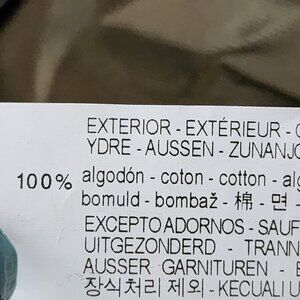 EXTERIOR - EXTÉRIEUR -
YDRE - AUSSEN - ZUNANJ
100% algodón - coton - cotton - alg
bomuld - bombaž - 棉 - 면 -
EXCEPTO ADORNOS - SAUF
UITGEZONDERD - TRANN
AUSSER GARNITUREN -
장식처리 제외 - KECUALI U